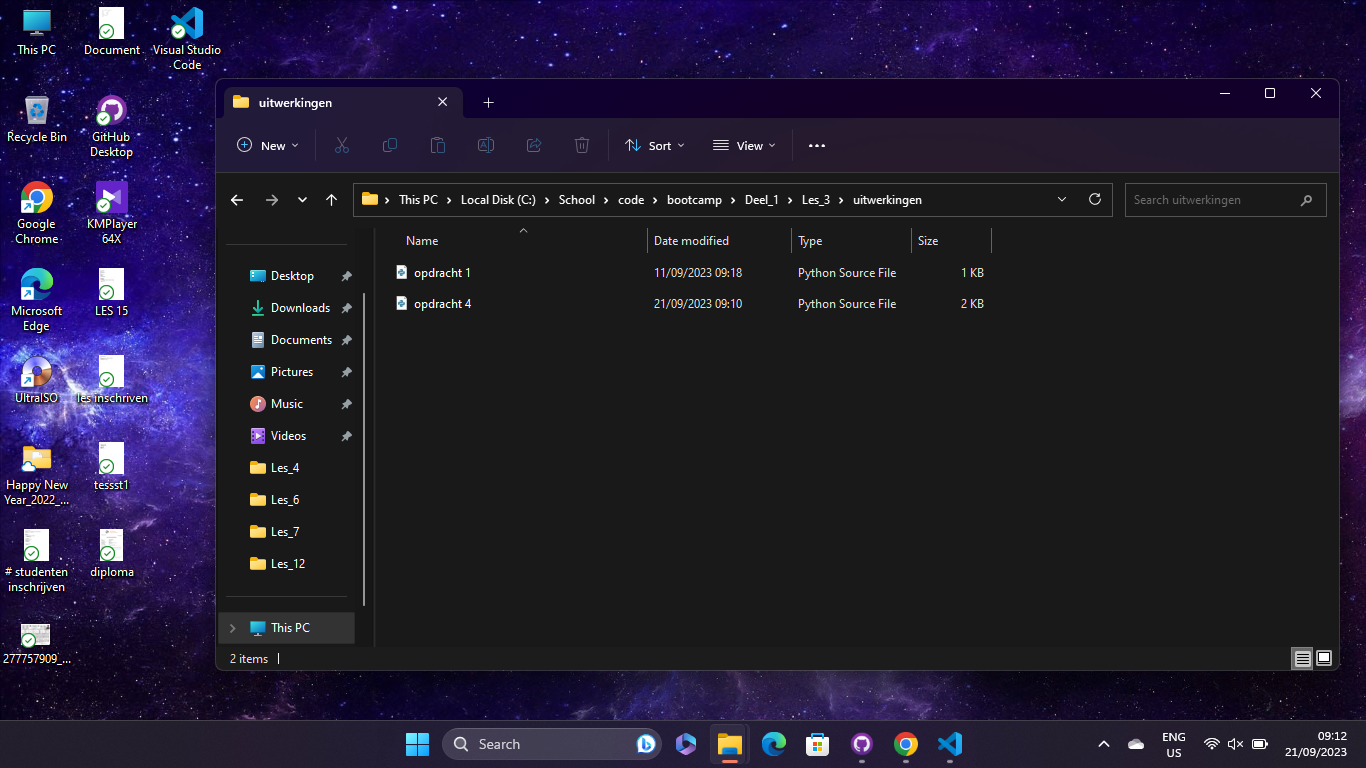 This PC
Document
Visual Studio
Code
Recycle Bin
GitHub
Desktop
Google
Chrome
KMPlayer
64X
Microsoft
Edge
LES 15
UltraISO
les inschriven
Happy New
Year_2022_...
tessst1
# studenten
inschrijven
diploma
277757909_...
uitwerkingen
New
Sort
View
This PC > Local Disk (C:) > School > code > bootcamp > Deel_1 > Les_3 > uitwerkingen
Search uitwerkingen
Name Date modified Type Size
opdracht 1 11/09/2023 09:18 Python Source File 1 KB
opdracht 4 21/09/2023 09:10 Python Source File 2 KB
Desktop
Downloads
Documents
Pictures
Music
Videos
Les_4
Les_6
Les_7
Les_12
This PC
2 items
Search
ENG
US
09:12
21/09/2023